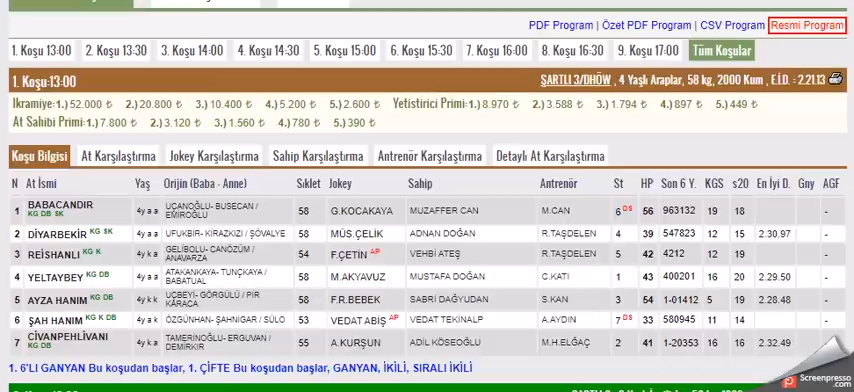 PDF Program | Özet PDF Program | CSV Program | Resmi Program
1. Koşu 13:00 2. Koşu 13:30 3. Koşu 14:00 4. Koşu 14:30 5. Koşu 15:00 6. Koşu 15:30 7. Koşu 16:00 8. Koşu 16:30 9. Koşu 17:00 Tüm Koşular
1. Koşu:13:00 ŞARTLI 3/DHÖW , 4 Yaşlı Araplar, 58 kg, 2000 Kum , E.İ.D. : 2.21.13
Ikramiye:1.) 52.000 ₺ 2.) 20.800 ₺ 3.) 10.400 ₺ 4.) 5.200 ₺ 5.) 2.600 ₺ Yetistirici Primi:1.) 8.970 ₺ 2.) 3.588 ₺ 3.) 1.794 ₺ 4.) 897 ₺ 5.) 449 ₺
At Sahibi Primi:1.) 7.800 ₺ 2.) 3.120 ₺ 3.) 1.560 ₺ 4.) 780 ₺ 5.) 390 ₺
Koşu Bilgisi At Karşılaştırma Jokey Karşılaştırma Sahip Karşılaştırma Antrenör Karşılaştırma Detaylı At Karşılaştırma
N At İsmi Yaş Orijin (Baba - Anne) Sıklet Jokey Sahip Antrenör St HP Son 6 Y. KGS s20 En İyi D. Gny AGF
1 BABACANDIR KG DB SK 4y a a UÇANOĞLU- BUSECAN / EMİROĞLU 58 G.KOCAKAYA MUZAFFER CAN M.CAN 6 DS 56 963132 19 18 -
2 DİYARBEKİR KG SK 4y a a UFUKBİR- KIRAZKIZI / ŞÖVALYE 58 MÜS.ÇELİK ADNAN DOĞAN R.TAŞDELEN 4 39 547823 12 15 2.30.97 -
3 REİSHANLI KG K 4y k a GELİBOLU- CANÖZÜM / ANAVARZA 54 F.ÇETİN AP VEHBİ ATEŞ R.TAŞDELEN 5 42 4212 12 19 -
4 YELTAYBEY KG DB 4y a a ATAKANKAYA- TUNÇKAYA / BABATUAL 58 M.AKYAVUZ MUSTAFA DOĞAN C.KATI 1 43 400201 16 20 2.29.50 -
5 AYZA HANIM KG DB 4y k k UCBEYİ- GÖRGÜLÜ / PİR KARACA 58 F.R.BEBEK SABRİ DAĞYUDAN S.KAN 3 54 1-01412 5 19 2.28.48 -
6 ŞAH HANIM KG K DB 4y a k ÖZGÜNHAN- ŞAHNIGAR / SÜLO 53 VEDAT ABİŞ AP VEDAT TEKİNALP A.AYDIN 7 DS 33 580945 11 14 -
7 CİVANPEHLİVANI KG DB 4y k a TAMERİNOĞLU- ERGUVAN / DEMİRKIR 55 A.KURŞUN ADİL KÖSEOĞLU M.H.ELGAÇ 2 41 1-20353 16 16 2.32.49 -
1. 6'LI GANYAN Bu koşudan başlar, 1. ÇİFTE Bu koşudan başlar, GANYAN, İKİLİ, SIRALI İKİLİ
Screenpresso